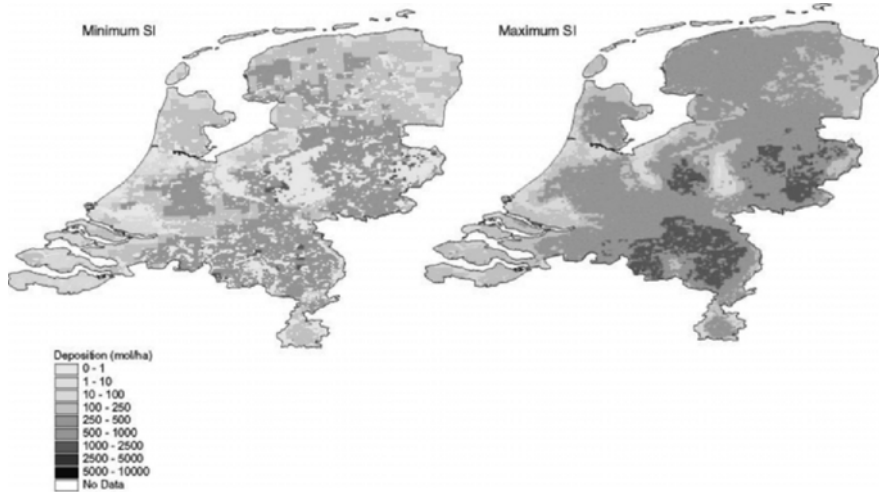 Minimum SI
Maximum SI
Deposition (mol/ha)
0 - 1
1 - 10
10 - 100
100 - 250
250 - 500
500 - 1000
1000 - 2500
2500 - 5000
5000 - 10000
No Data